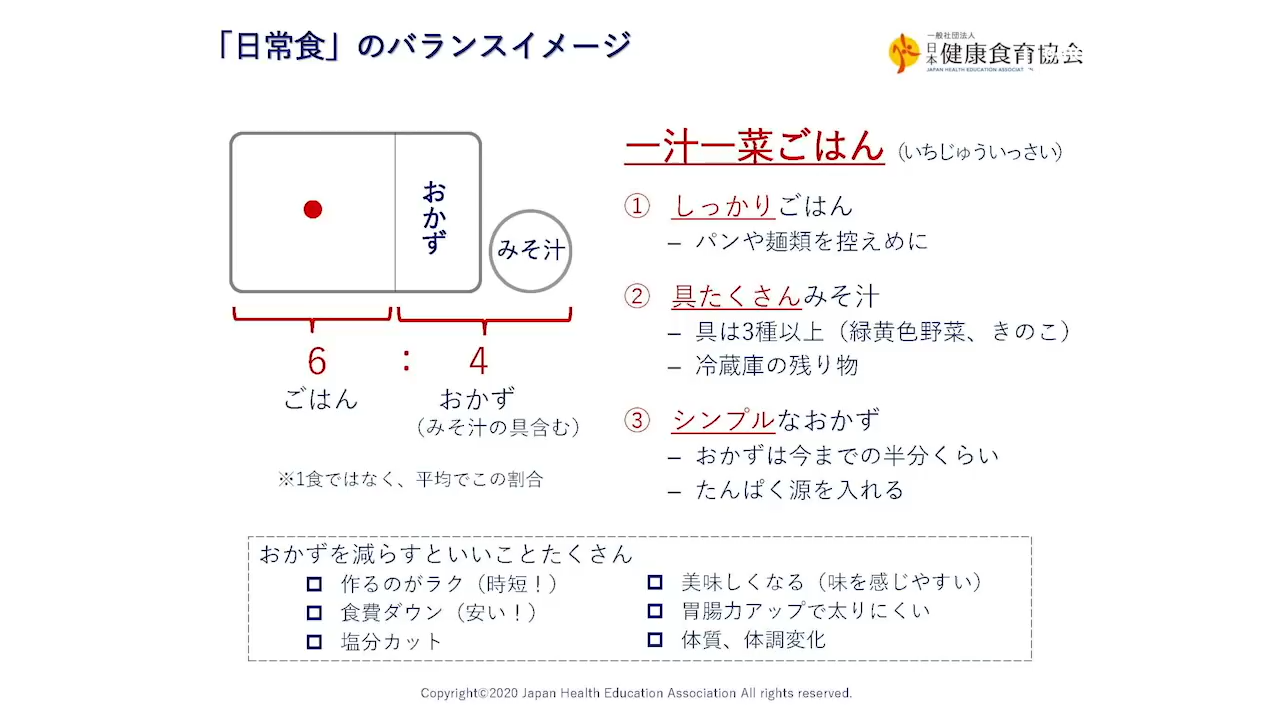 「日常食」のバランスイメージ
一般社団法人
日本健康食育協会
JAPAN HEALTH EDUCATION ASSOCIAT
おかず
みそ汁
6 : 4
ごはん おかず
（みそ汁の具含む）
※1食ではなく、平均でこの割合
一汁一菜ごはん（いちじゅういっさい）
① しっかりごはん
– パンや麺類を控えめに
② 具たくさんみそ汁
– 具は3種以上（緑黄色野菜、きのこ）
– 冷蔵庫の残り物
③ シンプルなおかず
– おかずは今までの半分くらい
– たんぱく源を入れる
おかずを減らすといいことたくさん
作るのがラク（時短！）
食費ダウン（安い！）
塩分カット
美味しくなる（味を感じやすい）
胃腸力アップで太りにくい
体質、体調変化
Copyright©2020 Japan Health Education Association All rights reserved.